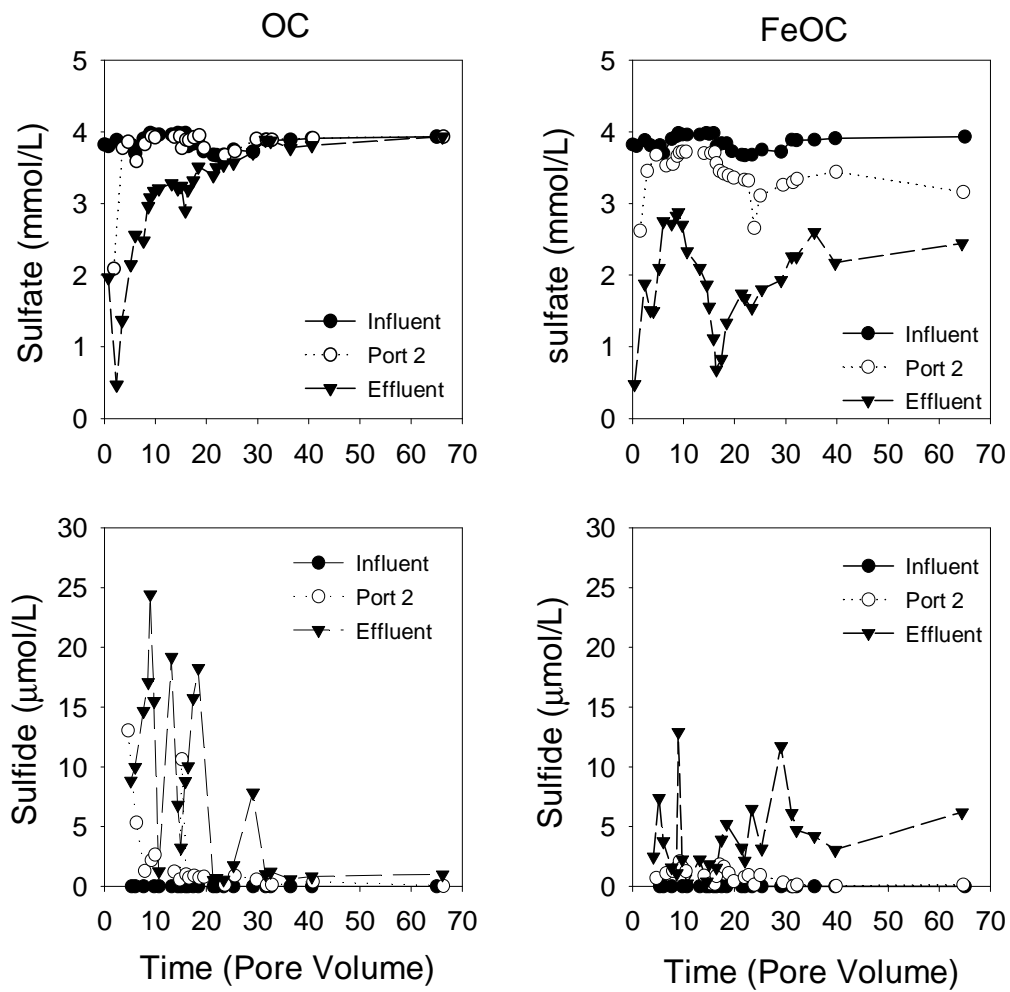 OC
FeOC
Sulfate (mmol/L)
5
4
3
2
1
0
Influent
Port 2
Effluent
0 10 20 30 40 50 60 70
sulfate (mmol/L)
5
4
3
2
1
0
Influent
Port 2
Effluent
0 10 20 30 40 50 60 70
Sulfide (μmol/L)
30
25
20
15
10
5
0
Influent
Port 2
Effluent
0 10 20 30 40 50 60 70
Time (Pore Volume)
Sulfide (μmol/L)
30
25
20
15
10
5
0
Influent
Port 2
Effluent
0 10 20 30 40 50 60 70
Time (Pore Volume)